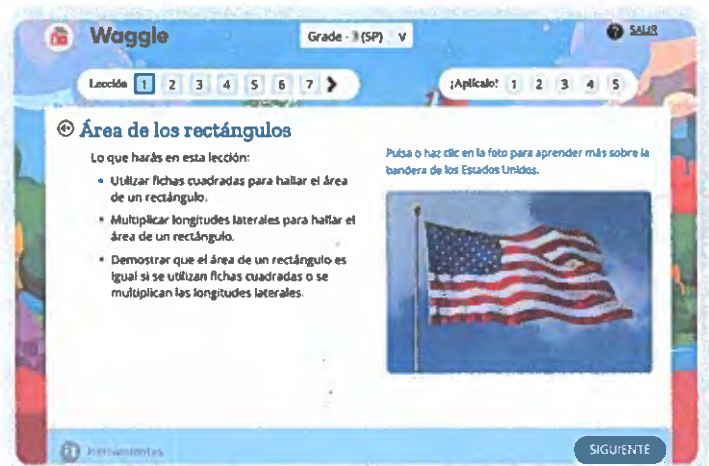 Waggle
Grade - 3 (SP) v
? SALIR
Lección 1 2 3 4 5 6 7
¡Aplícalo! 1 2 3 4 5
Área de los rectángulos
Lo que harás en esta lección:
• Utilizar fichas cuadradas para hallar el área
de un rectángulo.
• Multiplicar longitudes laterales para hallar el
área de un rectángulo.
• Demostrar que el área de un rectángulo es
igual si se utilizan fichas cuadradas o se
multiplican las longitudes laterales.
Pulsa o haz clic en la foto para aprender más sobre la
bandera de los Estados Unidos.
Herramientas
SIGUIENTE